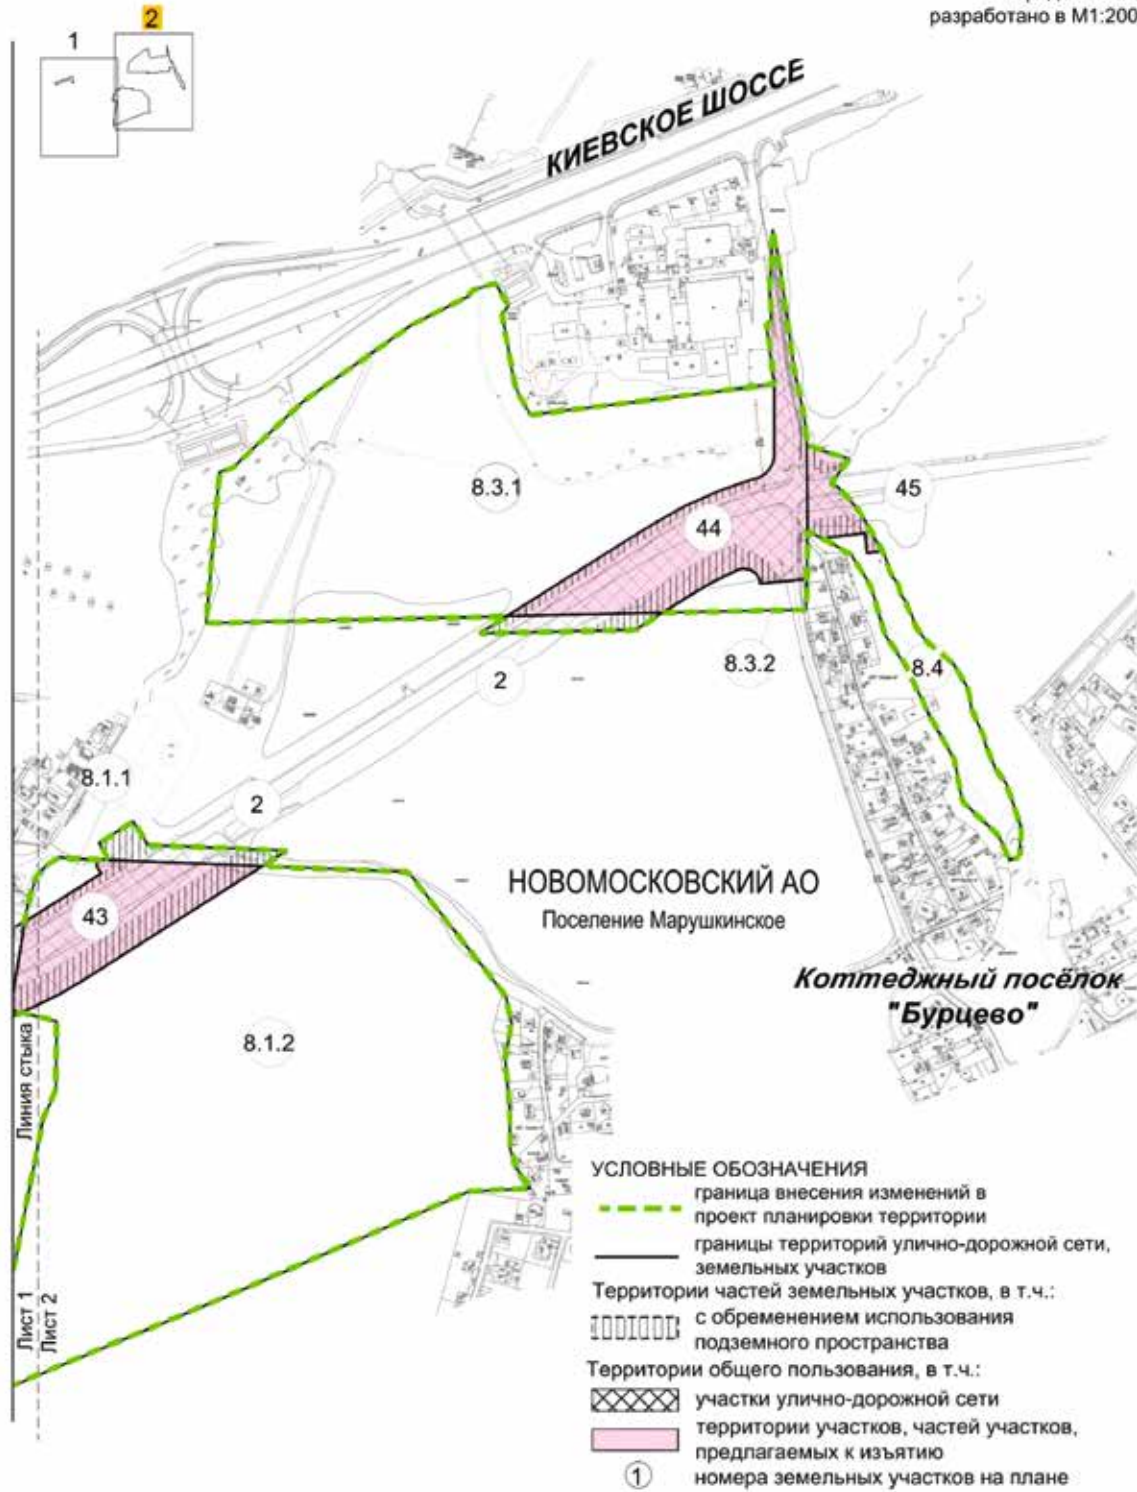 разработано в М1:200
1
2
КИЕВСКОЕ ШОССЕ
8.3.1
45
44
8.3.2
2
8.4
8.1.1
2
43
НОВОМОСКОВСКИЙ АО
Поселение Марушкинское
Коттеджный посёлок
"Бурцево"
8.1.2
Линия стыка
Лист 1
Лист 2
УСЛОВНЫЕ ОБОЗНАЧЕНИЯ
граница внесения изменений в
проект планировки территории
границы территорий улично-дорожной сети,
земельных участков
Территории частей земельных участков, в т.ч.:
с обременением использования
подземного пространства
Территории общего пользования, в т.ч.:
участки улично-дорожной сети
территории участков, частей участков,
предлагаемых к изъятию
1
номера земельных участков на плане